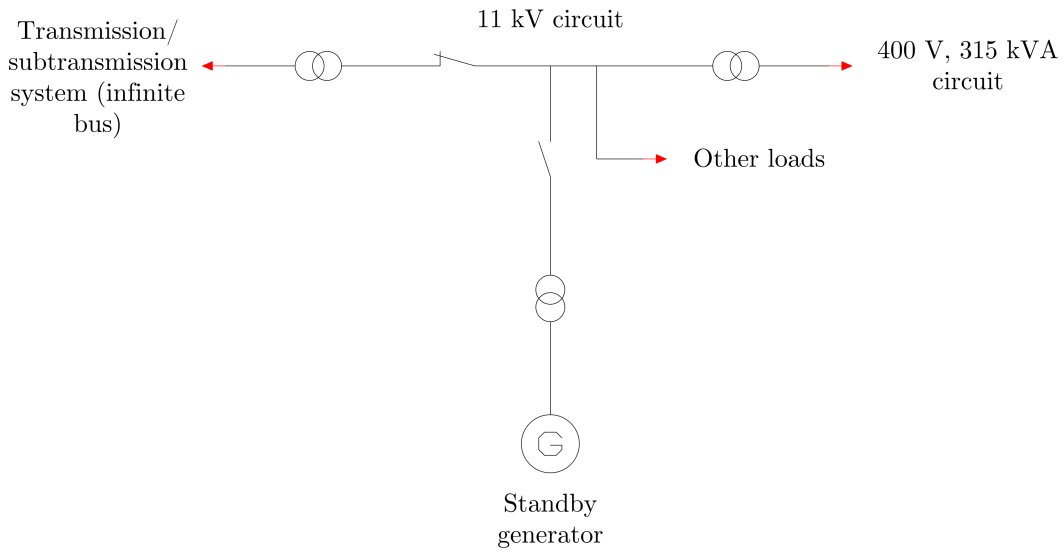 Transmission/
subtransmission
system (infinite
bus)
11 kV circuit
400 V, 315 kVA
circuit
Other loads
G
Standby
generator